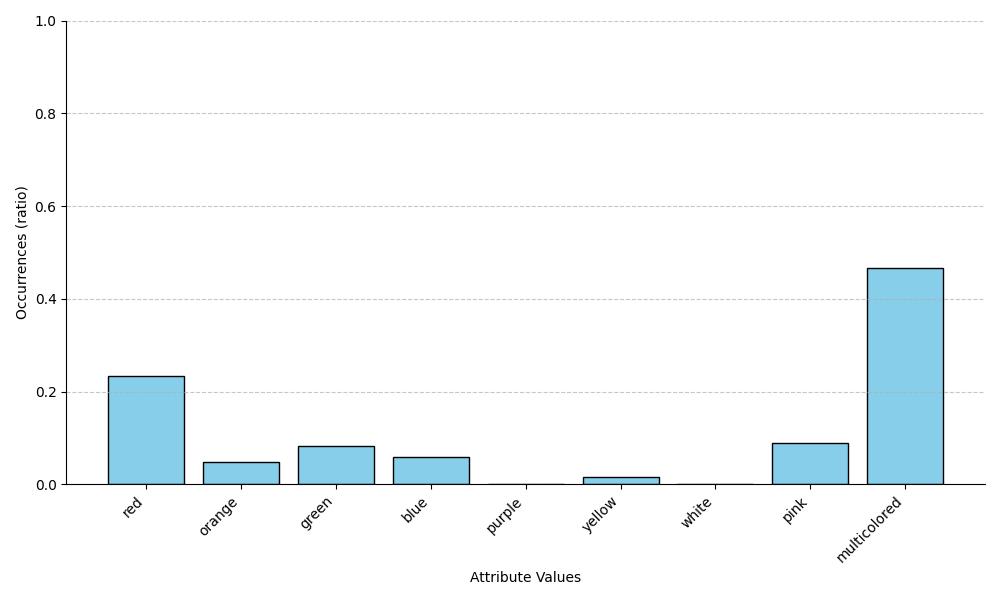 1.0
0.8
0.6
0.4
0.2
0.0
Occurrences (ratio)
red
orange
green
blue
purple
yellow
white
pink
multicolored
Attribute Values